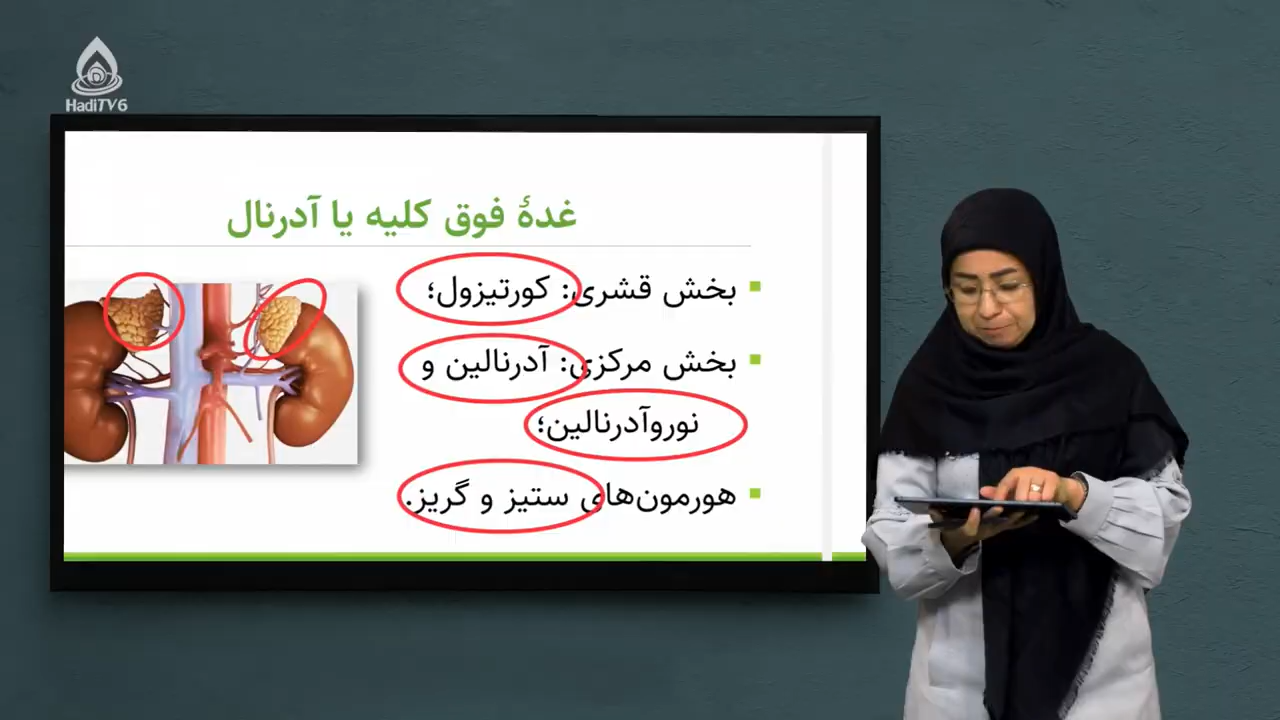 HadiTV6
غدهٔ فوق کلیه یا آدرنال
بخش قشری: کورتیزول؛
بخش مرکزی: آدرنالین و
نوروآدرنالین؛
هورمون‌های ستیز و گریز.